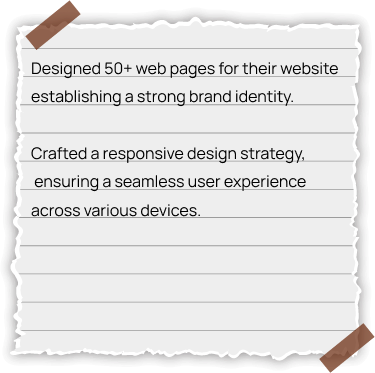 Designed 50+ web pages for their website
establishing a strong brand identity.
Crafted a responsive design strategy,
ensuring a seamless user experience
across various devices.